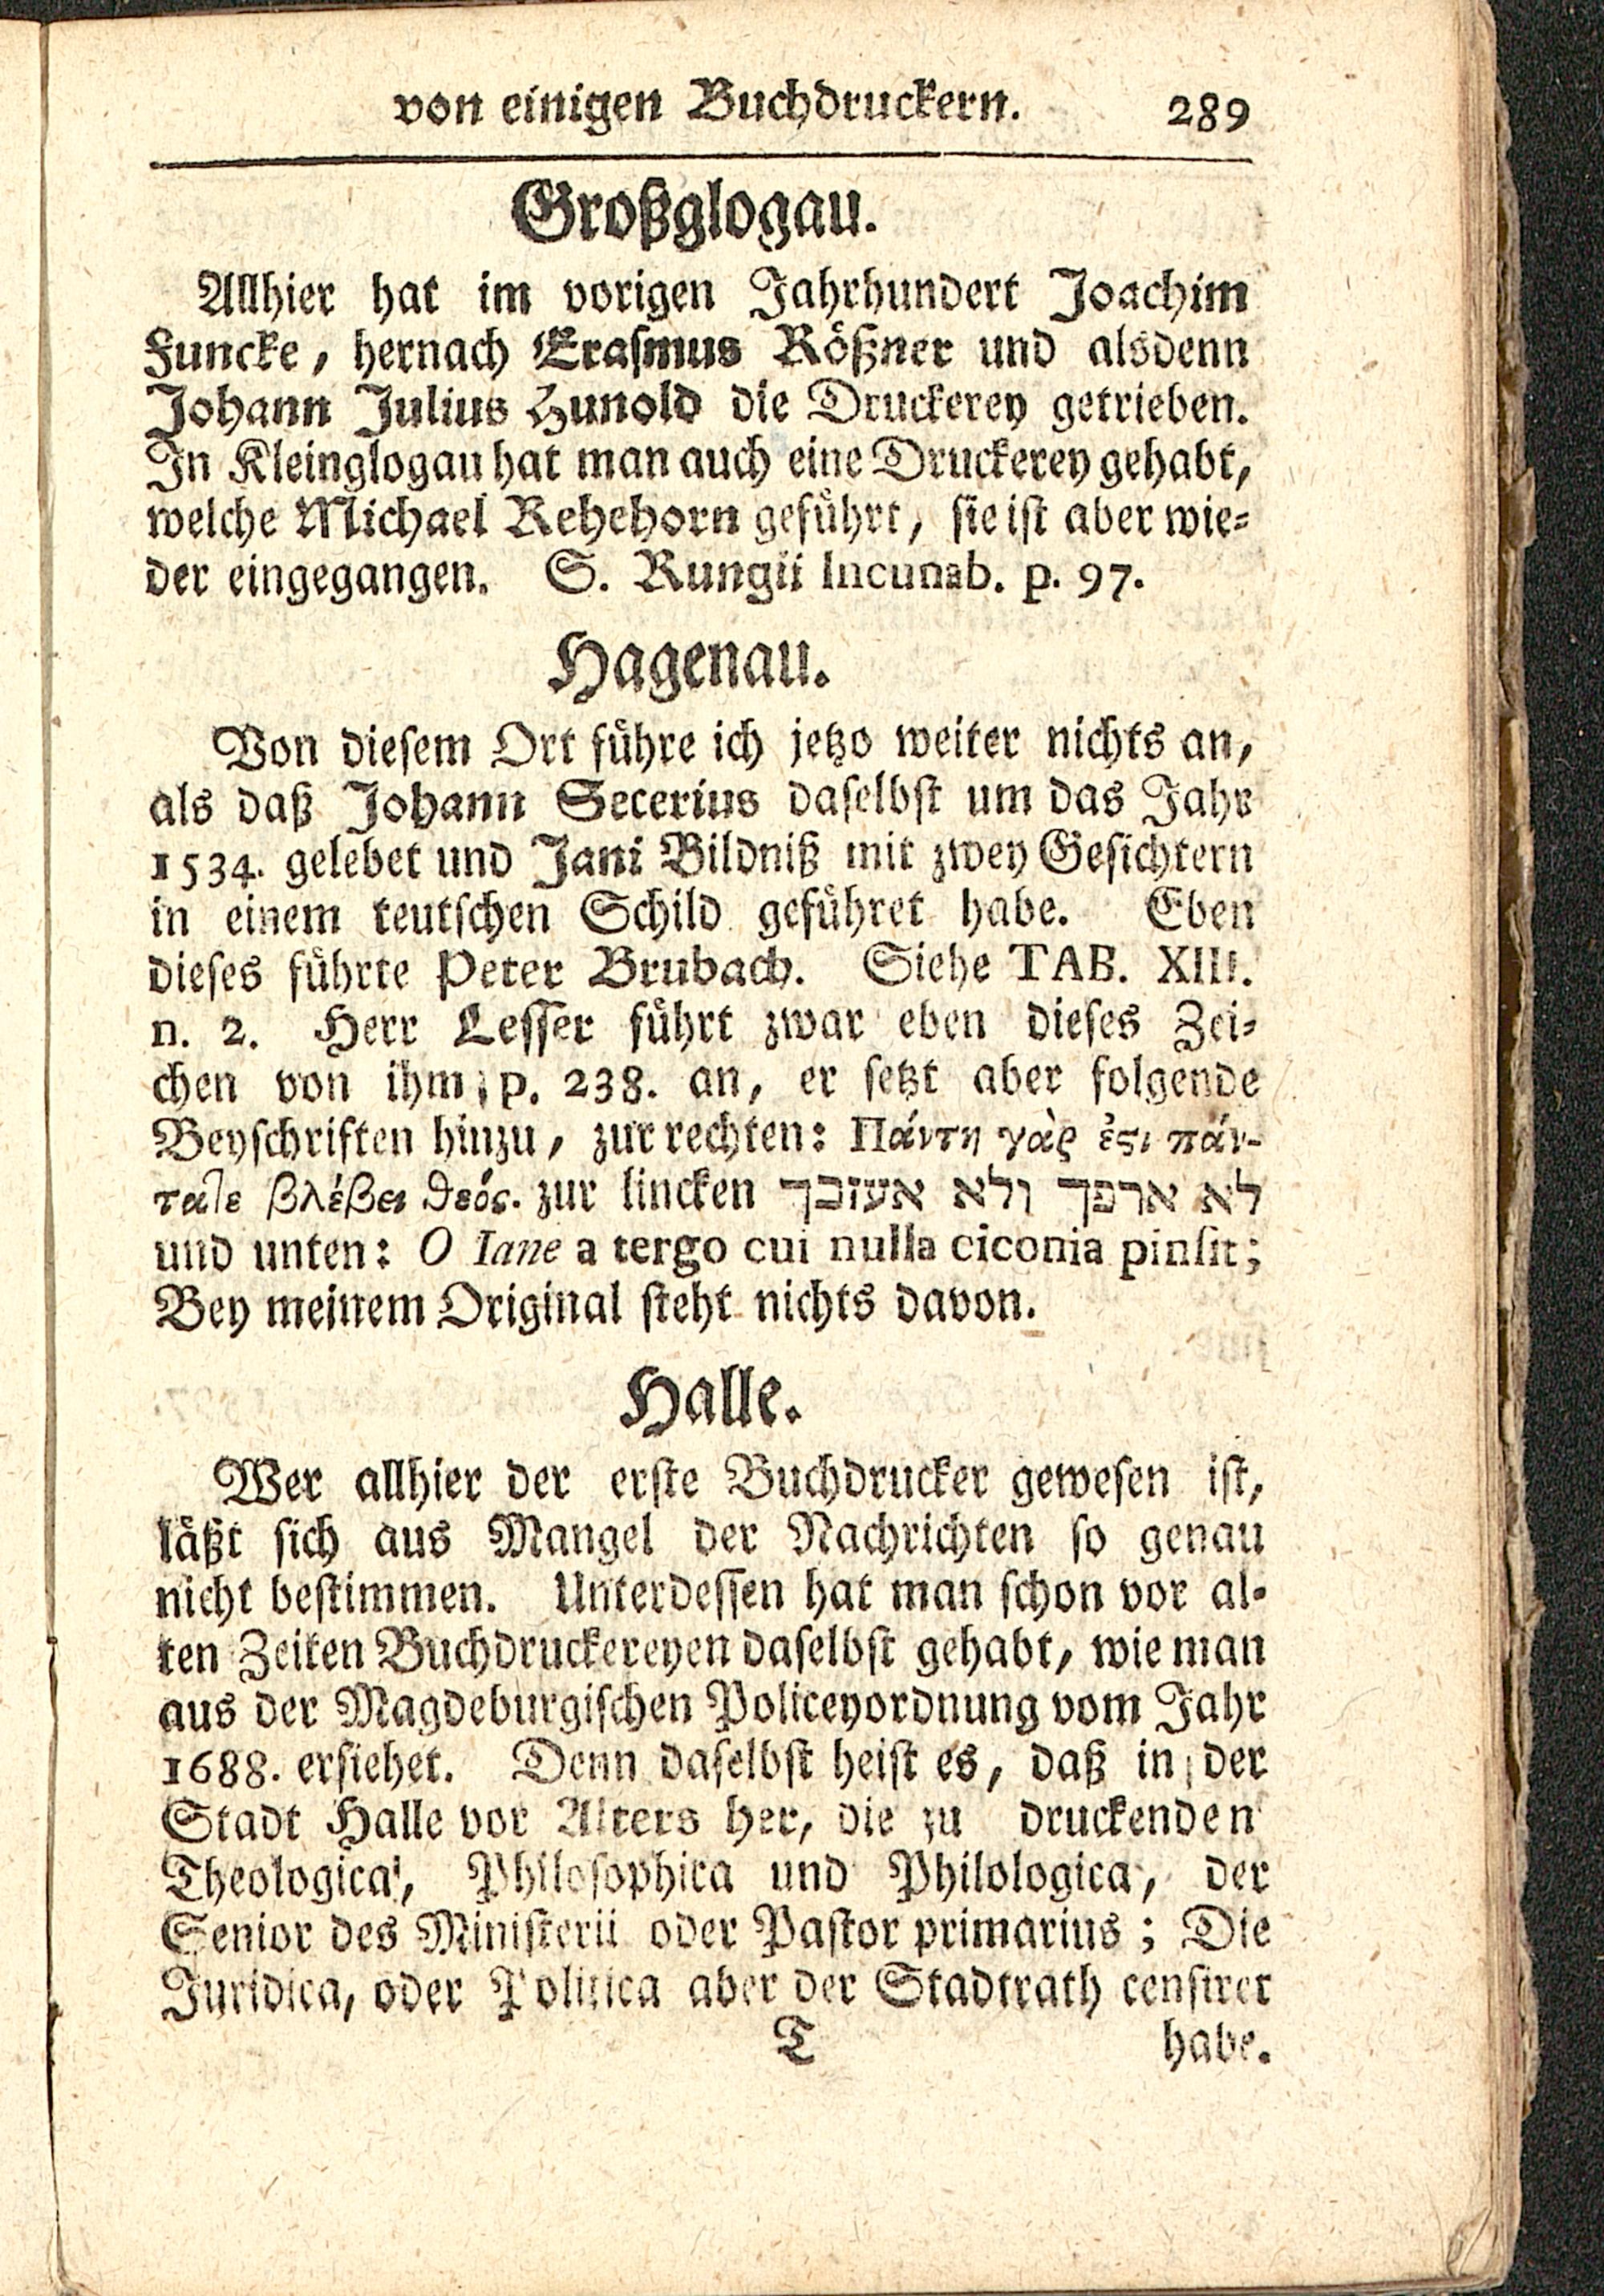 von einigen Buchdruckern. 289
Großglogau.
Allhier hat im vorigen Jahrhundert Joachim
Funcke, hernach Erasmus Rößner und alsdenn
Johann Julius Hunold die Druckerey getrieben.
In Kleinglogau hat man auch eine Druckerey gehabt,
welche Michael Rehehorn geführt, sie ist aber wie-
der eingegangen. S. Rungii Incunab. p. 97.
Hagenau.
Von diesem Ort führe ich jetzo weiter nichts an,
als daß Johann Secerius daselbst um das Jahr
1534. gelebet und Jani Bildniß mit zwey Gesichtern
in einem teutschen Schild geführet habe. Eben
dieses führte Peter Brubach. Siehe TAB. XIII.
n. 2. Herr Lesser führt zwar eben dieses Zei-
chen von ihm p. 238. an, er setzt aber folgende
Beyschriften hinzu, zur rechten: Πάντη γὰρ ἐϛι πάν-
τατε βλέβει θεός. zur lincken לא ארפך ולא אעזבך
und unten: O Iane a tergo cui nulla ciconia pinsit;
Bey meinem Original steht nichts davon.
Halle.
Wer allhier der erste Buchdrucker gewesen ist,
läßt sich aus Mangel der Nachrichten so genau
nicht bestimmen. Unterdessen hat man schon vor al-
ten Zeiten Buchdruckereyen daselbst gehabt, wie man
aus der Magdeburgischen Policeyordnung vom Jahr
1688. ersiehet. Denn daselbst heist es, daß in der
Stadt Halle vor Alters her, die zu druckenden
Theologica, Philosophica und Philologica, der
Senior des Ministerii oder Pastor primarius; Die
Juridica, oder Politica aber der Stadtrath censiret
T habe.